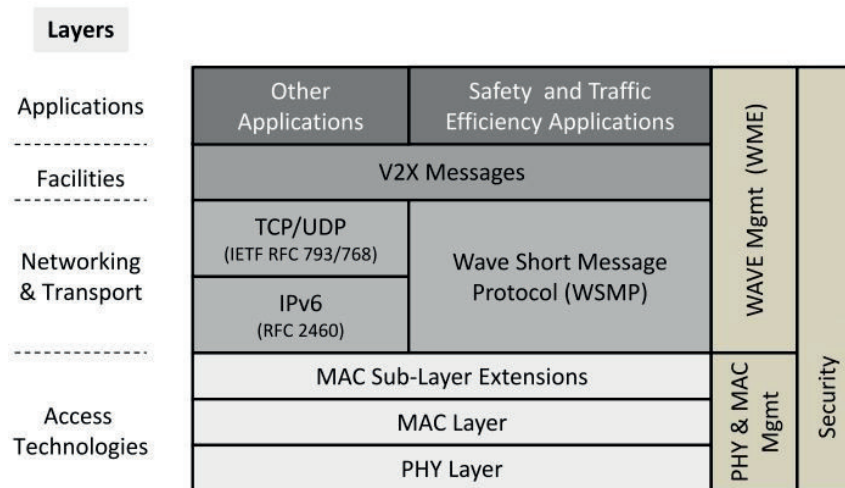 Layers
Applications
Other
Applications
Safety and Traffic
Efficiency Applications
Facilities
V2X Messages
Networking
& Transport
TCP/UDP
(IETF RFC 793/768)
IPv6
(RFC 2460)
Wave Short Message
Protocol (WSMP)
Access
Technologies
MAC Sub-Layer Extensions
MAC Layer
PHY Layer
WAVE Mgmt (WME)
PHY & MAC
Mgmt
Security